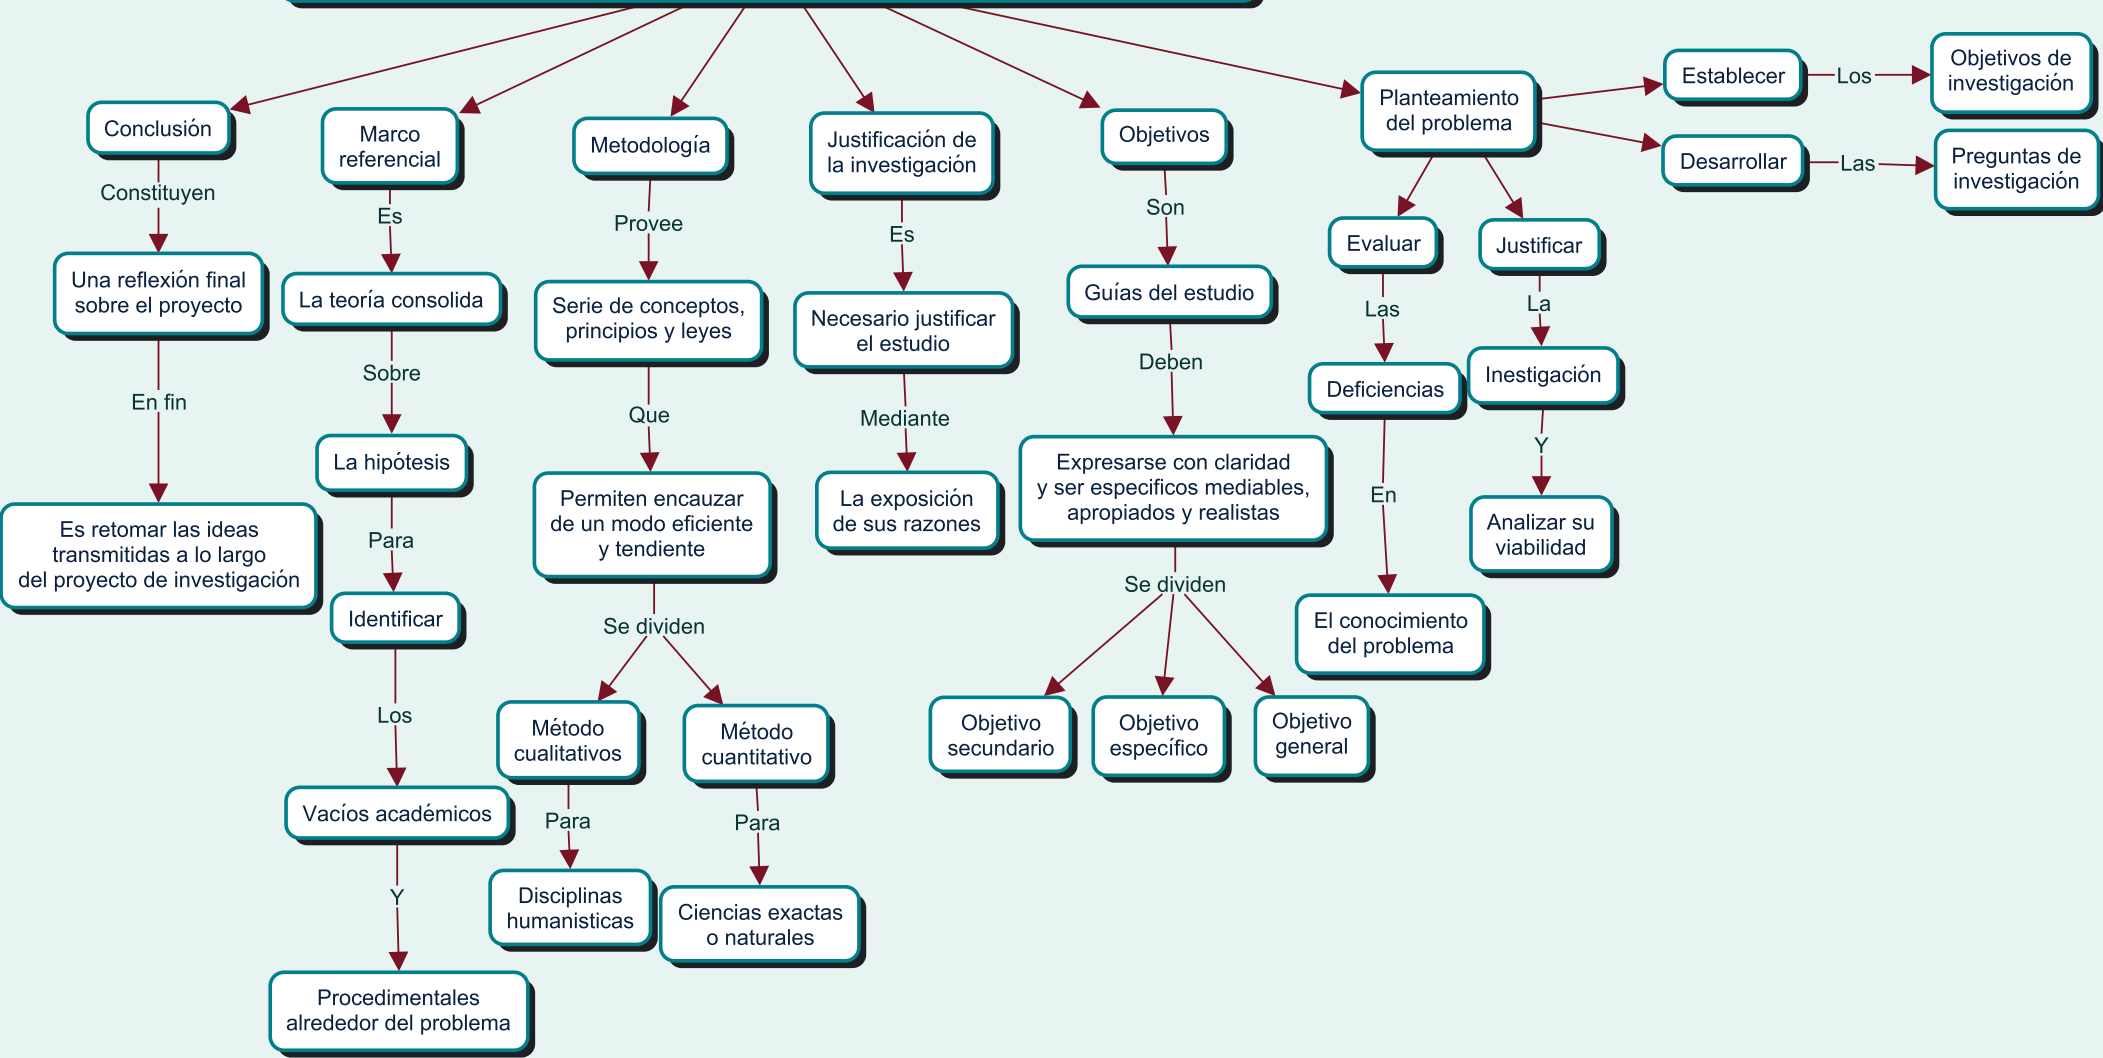 Conclusión
Constituyen
Una reflexión final
sobre el proyecto
En fin
Es retomar las ideas
transmitidas a lo largo
del proyecto de investigación
Marco
referencial
Es
La teoría consolida
Sobre
La hipótesis
Para
Identificar
Los
Vacíos académicos
Y
Procedimentales
alrededor del problema
Metodología
Provee
Serie de conceptos,
principios y leyes
Que
Permiten encauzar
de un modo eficiente
y tendiente
Se dividen
Método
cualitativos
Para
Disciplinas
humanisticas
Método
cuantitativo
Para
Ciencias exactas
o naturales
Justificación de
la investigación
Es
Necesario justificar
el estudio
Mediante
La exposición
de sus razones
Objetivos
Son
Guías del estudio
Deben
Expresarse con claridad
y ser especificos mediables,
apropiados y realistas
Se dividen
Objetivo
secundario
Objetivo
específico
Objetivo
general
Planteamiento
del problema
Evaluar
Las
Deficiencias
En
El conocimiento
del problema
Justificar
La
Inestigación
Y
Analizar su
viabilidad
Establecer
Los
Objetivos de
investigación
Desarrollar
Las
Preguntas de
investigación